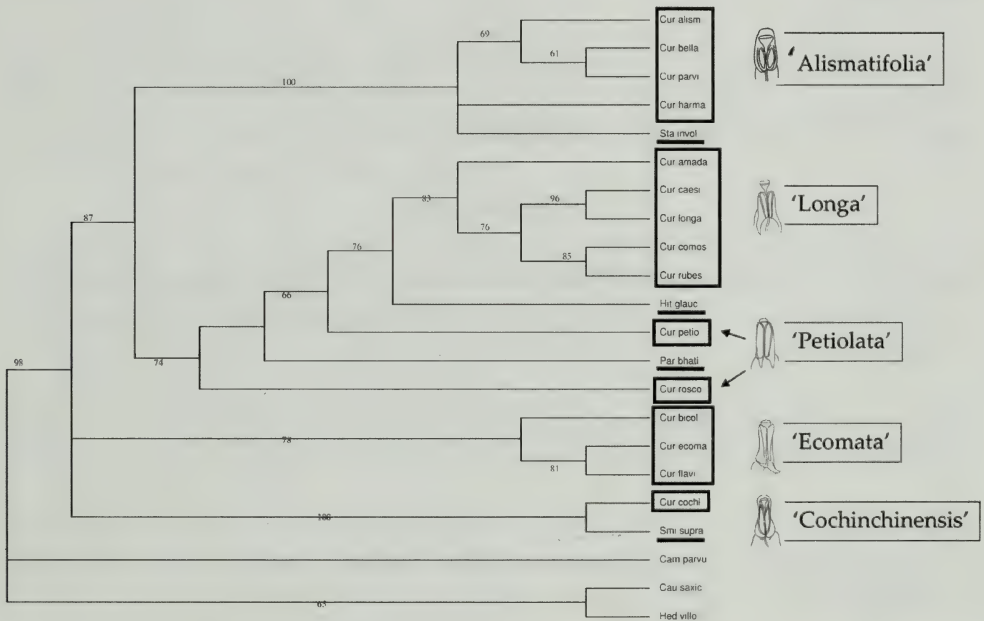 Cur alism
69
Cur bella
61
'Alismatifolia'
Cur parvi
100
Cur harma
Sta invol
Cur amada
83
Cur caesi
96
'Longa'
Cur longa
87
76
Cur comos
76
85
Cur rubes
66
Hit glauc
Cur petio
'Petiolata'
98
74
Par bhati
Cur rosco
Cur bicol
78
Cur ecoma
'Ecomata'
81
Cur flavi
Cur cochi
100
'Cochinchinensis'
Smi supra
Cam parvu
Cau saxic
65
Hed villo